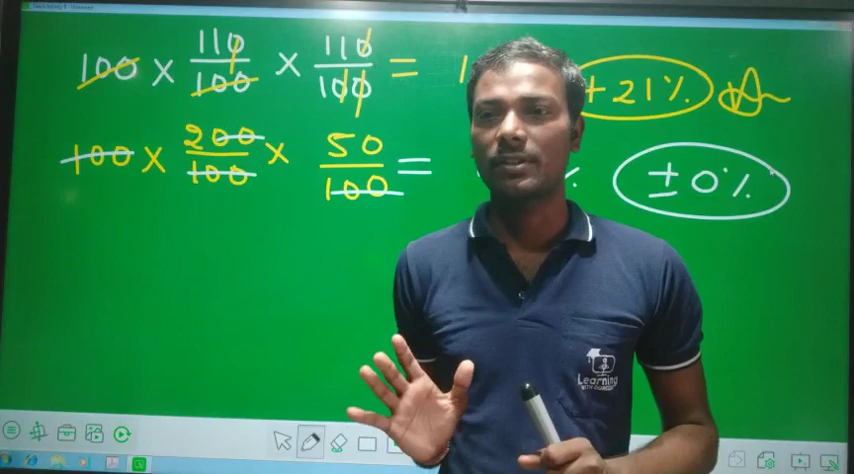 100 × 110/100 × 110/100 = 1 +21%
100 × 200/100 × 50/100 = % ±0%
Learning